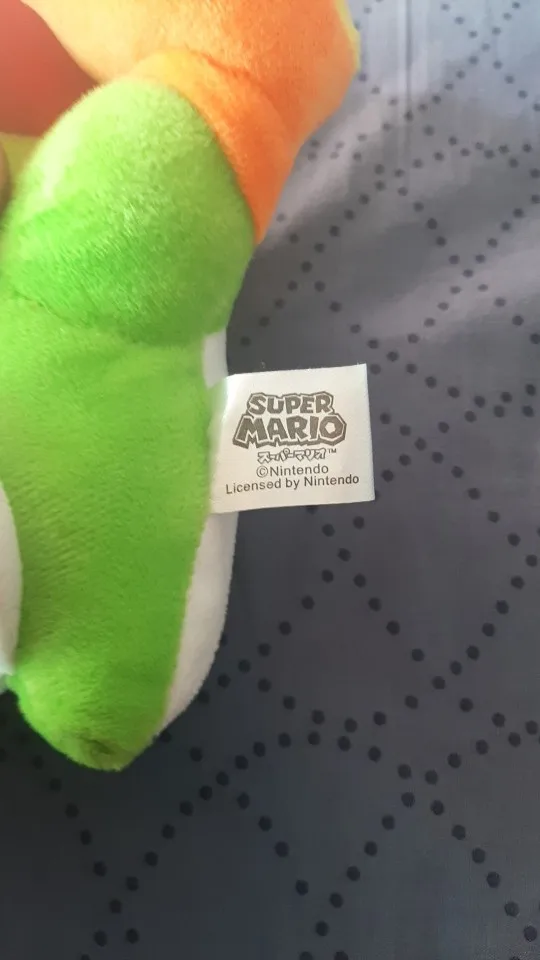 SUPER
MARIO
スーパーマリオ™
©Nintendo
Licensed by Nintendo